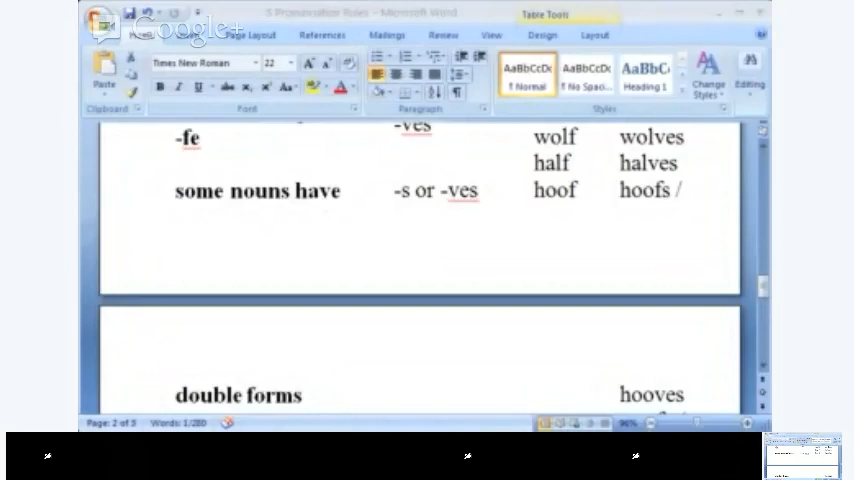 Google+
S Pronunciation Rules - Microsoft Word
Table Tools
Page Layout References Mailings Review View Design Layout
Times New Roman 22
Paste
AaBbCcDc AaBbCcDc AaBbC
¶ Normal ¶ No Spaci... Heading 1
Change Styles
Editing
Clipboard Font Paragraph Styles
-fe -ves wolf wolves
half halves
some nouns have -s or -ves hoof hoofs /
double forms hooves
Page: 2 of 3 Words: 1/280 96%